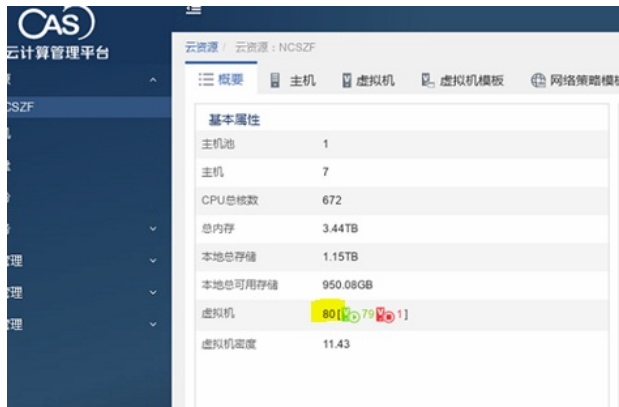 CAS
云计算管理平台
云资源 / 云资源：NCSZF
概要 主机 虚拟机 虚拟机模板 网络策略模
基本属性
主机池 1
主机 7
CPU总核数 672
总内存 3.44TB
本地总存储 1.15TB
本地总可用存储 950.08GB
虚拟机 80[79 1]
虚拟机密度 11.43
CSZF
理
理
理